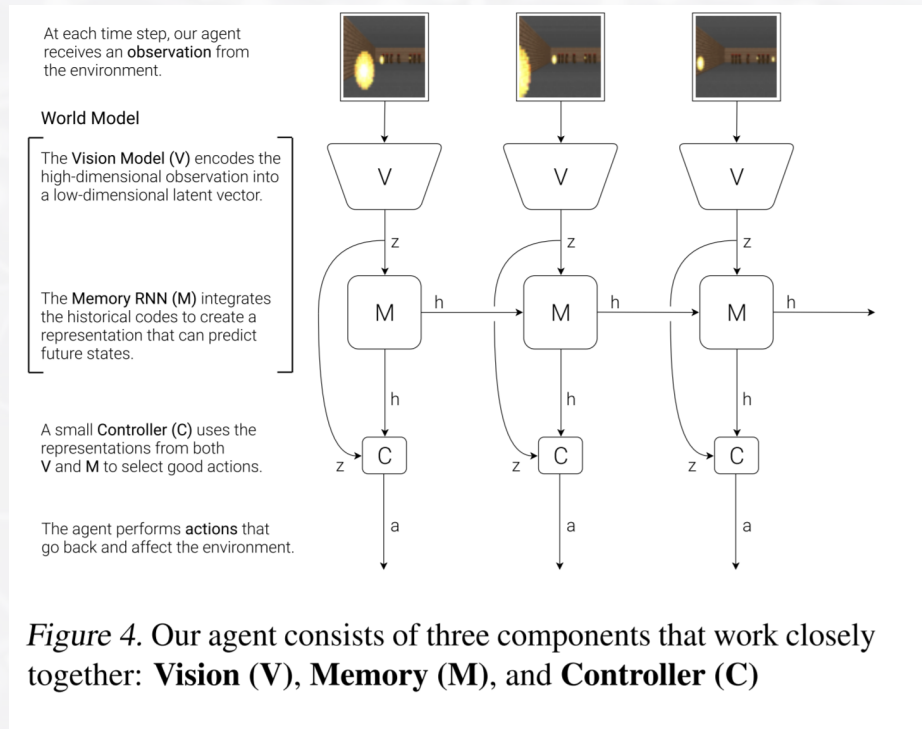 At each time step, our agent
receives an observation from
the environment.
World Model
The Vision Model (V) encodes the
high-dimensional observation into
a low-dimensional latent vector.
The Memory RNN (M) integrates
the historical codes to create a
representation that can predict
future states.
A small Controller (C) uses the
representations from both
V and M to select good actions.
The agent performs actions that
go back and affect the environment.
V V V
z z z
M h M h M h
h h h
z C z C z C
a a a
Figure 4. Our agent consists of three components that work closely
together: Vision (V), Memory (M), and Controller (C)